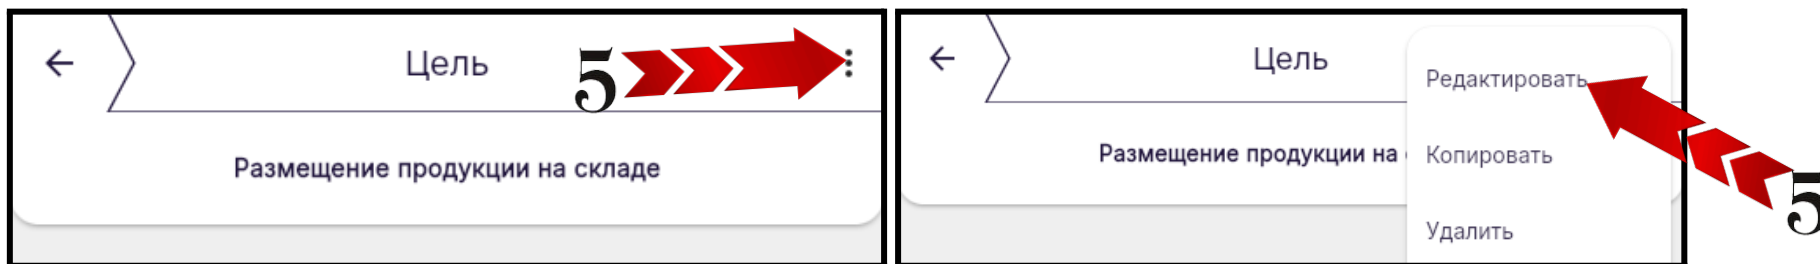 Цель
5
Размещение продукции на складе
Цель
Редактировать
Размещение продукции на
Копировать
5
Удалить